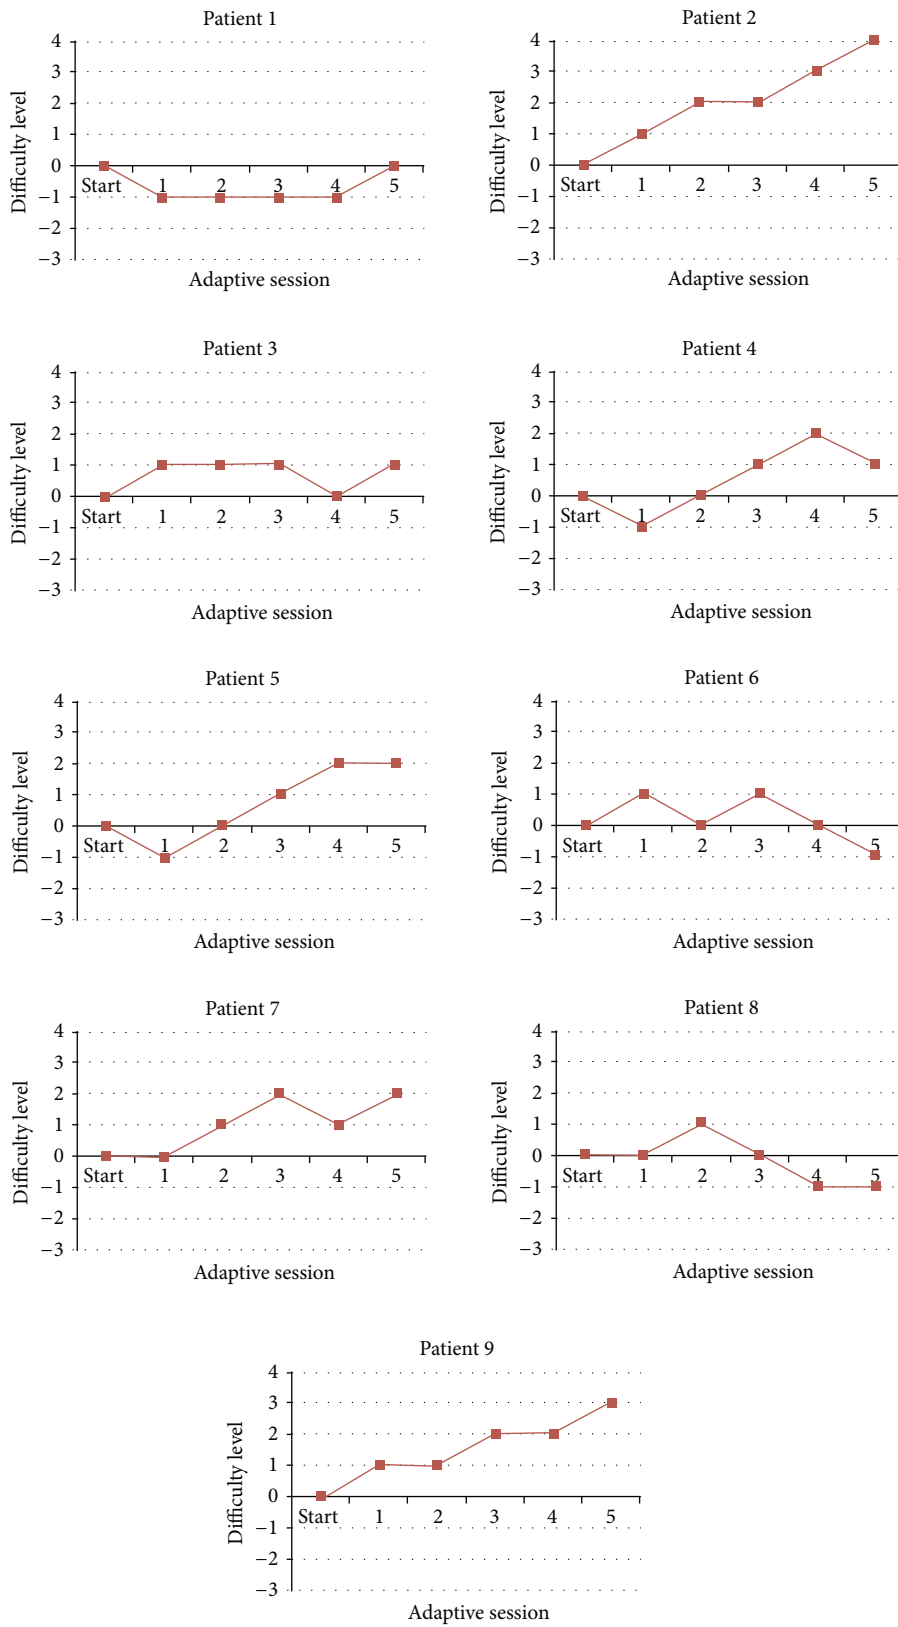 Patient 1
4
3
2
1
0
−1
−2
−3
Difficulty level
Start 1 2 3 4 5
Adaptive session
Patient 2
4
3
2
1
0
−1
−2
−3
Difficulty level
Start 1 2 3 4 5
Adaptive session
Patient 3
4
3
2
1
0
−1
−2
−3
Difficulty level
Start 1 2 3 4 5
Adaptive session
Patient 4
4
3
2
1
0
−1
−2
−3
Difficulty level
Start 1 2 3 4 5
Adaptive session
Patient 5
4
3
2
1
0
−1
−2
−3
Difficulty level
Start 1 2 3 4 5
Adaptive session
Patient 6
4
3
2
1
0
−1
−2
−3
Difficulty level
Start 1 2 3 4 5
Adaptive session
Patient 7
4
3
2
1
0
−1
−2
−3
Difficulty level
Start 1 2 3 4 5
Adaptive session
Patient 8
4
3
2
1
0
−1
−2
−3
Difficulty level
Start 1 2 3 4 5
Adaptive session
Patient 9
4
3
2
1
0
−1
−2
−3
Difficulty level
Start 1 2 3 4 5
Adaptive session